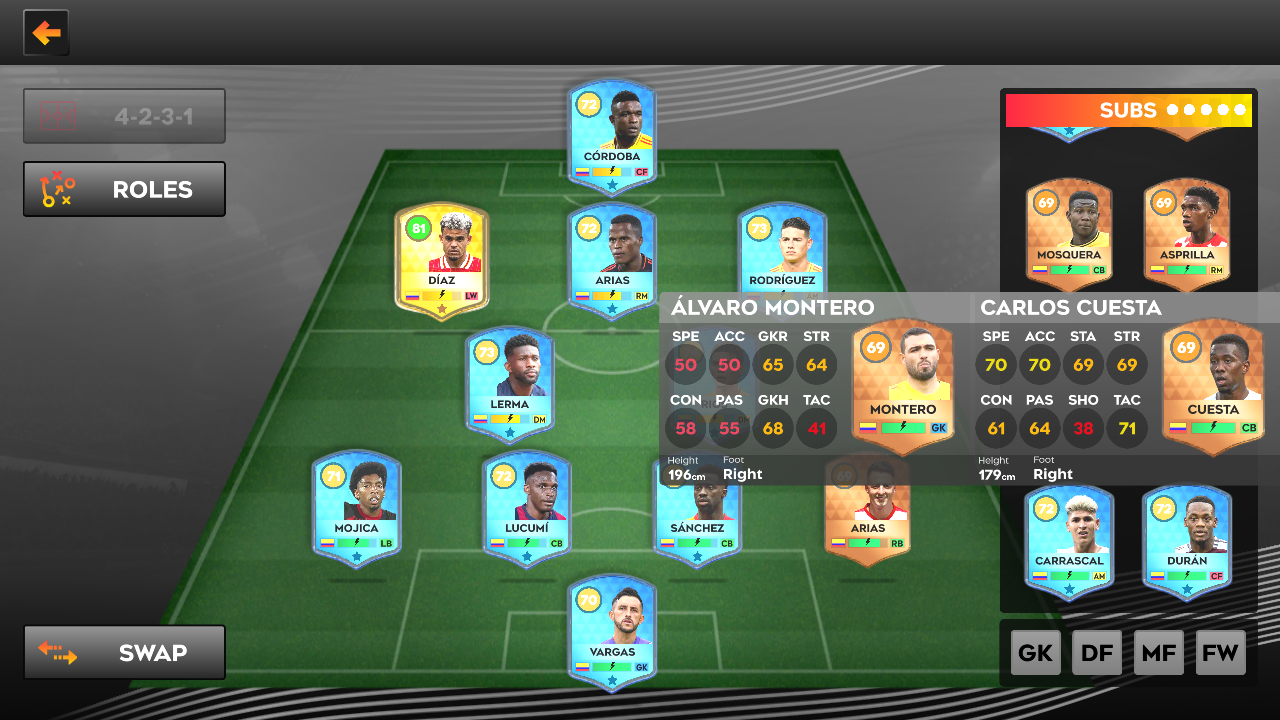 4-2-3-1
ROLES
72
CÓRDOBA
CF
SUBS
81
DÍAZ
LW
72
ARIAS
RM
73
RODRÍGUEZ
69
MOSQUERA
CB
69
ASPRILLA
RM
ÁLVARO MONTERO
SPE ACC GKR STR
50 50 65 64
CON PAS GKH TAC
58 55 68 41
Height Foot
196cm Right
69
MONTERO
GK
CARLOS CUESTA
SPE ACC STA STR
70 70 69 69
CON PAS SHO TAC
61 64 38 71
Height Foot
179cm Right
69
CUESTA
CB
73
LERMA
DM
71
MOJICA
LB
72
LUCUMÍ
CB
SÁNCHEZ
CB
69
ARIAS
RB
72
CARRASCAL
AM
72
DURÁN
CF
70
VARGAS
GK
SWAP
GK DF MF FW